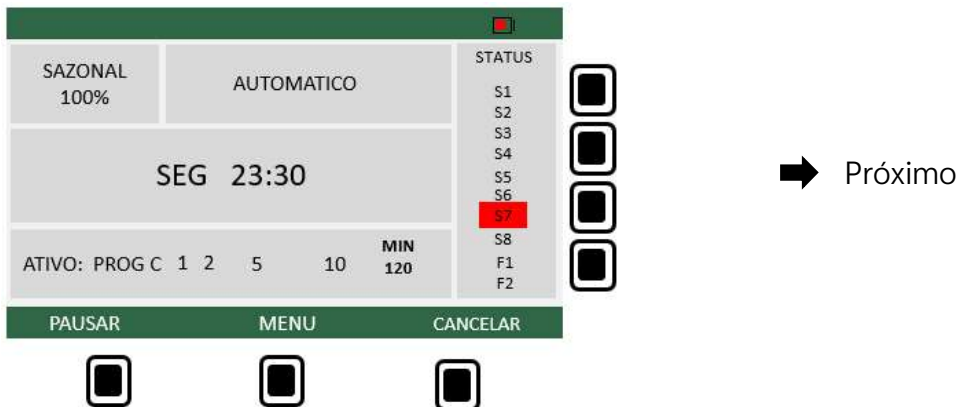 SAZONAL
100%
AUTOMATICO
SEG 23:30
ATIVO: PROG C 1 2 5 10
MIN
120
STATUS
S1
S2
S3
S4
S5
S6
S7
S8
F1
F2
PAUSAR MENU CANCELAR
Próximo